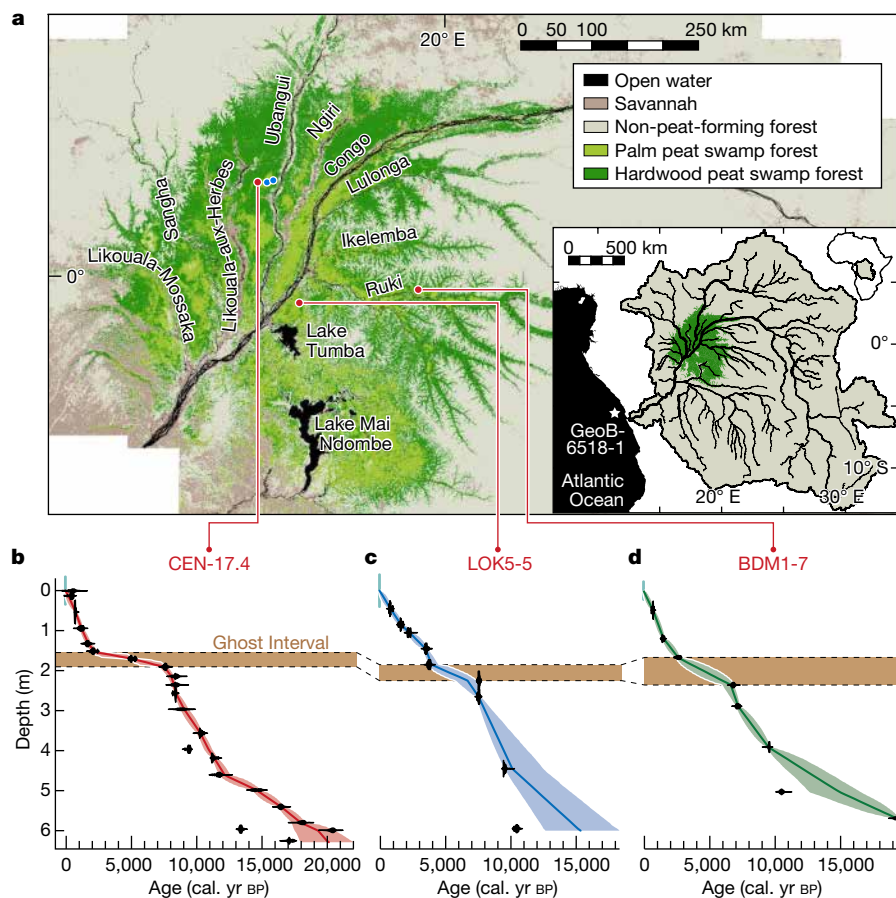 a
20° E
0 50 100 250 km
Open water
Savannah
Non-peat-forming forest
Palm peat swamp forest
Hardwood peat swamp forest
Ubangui
Ngiri
Congo
Lulonga
Sangha
Likouala-aux-Herbes
Likouala-Mossaka
Ikelemba
Ruki
0°
Lake
Tumba
Lake Mai
Ndombe
0 500 km
0°
GeoB-
6518-1
Atlantic
Ocean
10° S
20° E 30° E
b CEN-17.4
c LOK5-5
d BDM1-7
Ghost Interval
Depth (m)
0
1
2
3
4
5
6
0 5,000 10,000 15,000 20,000
Age (cal. yr BP)
0 5,000 10,000 15,000
Age (cal. yr BP)
0 5,000 10,000 15,000
Age (cal. yr BP)